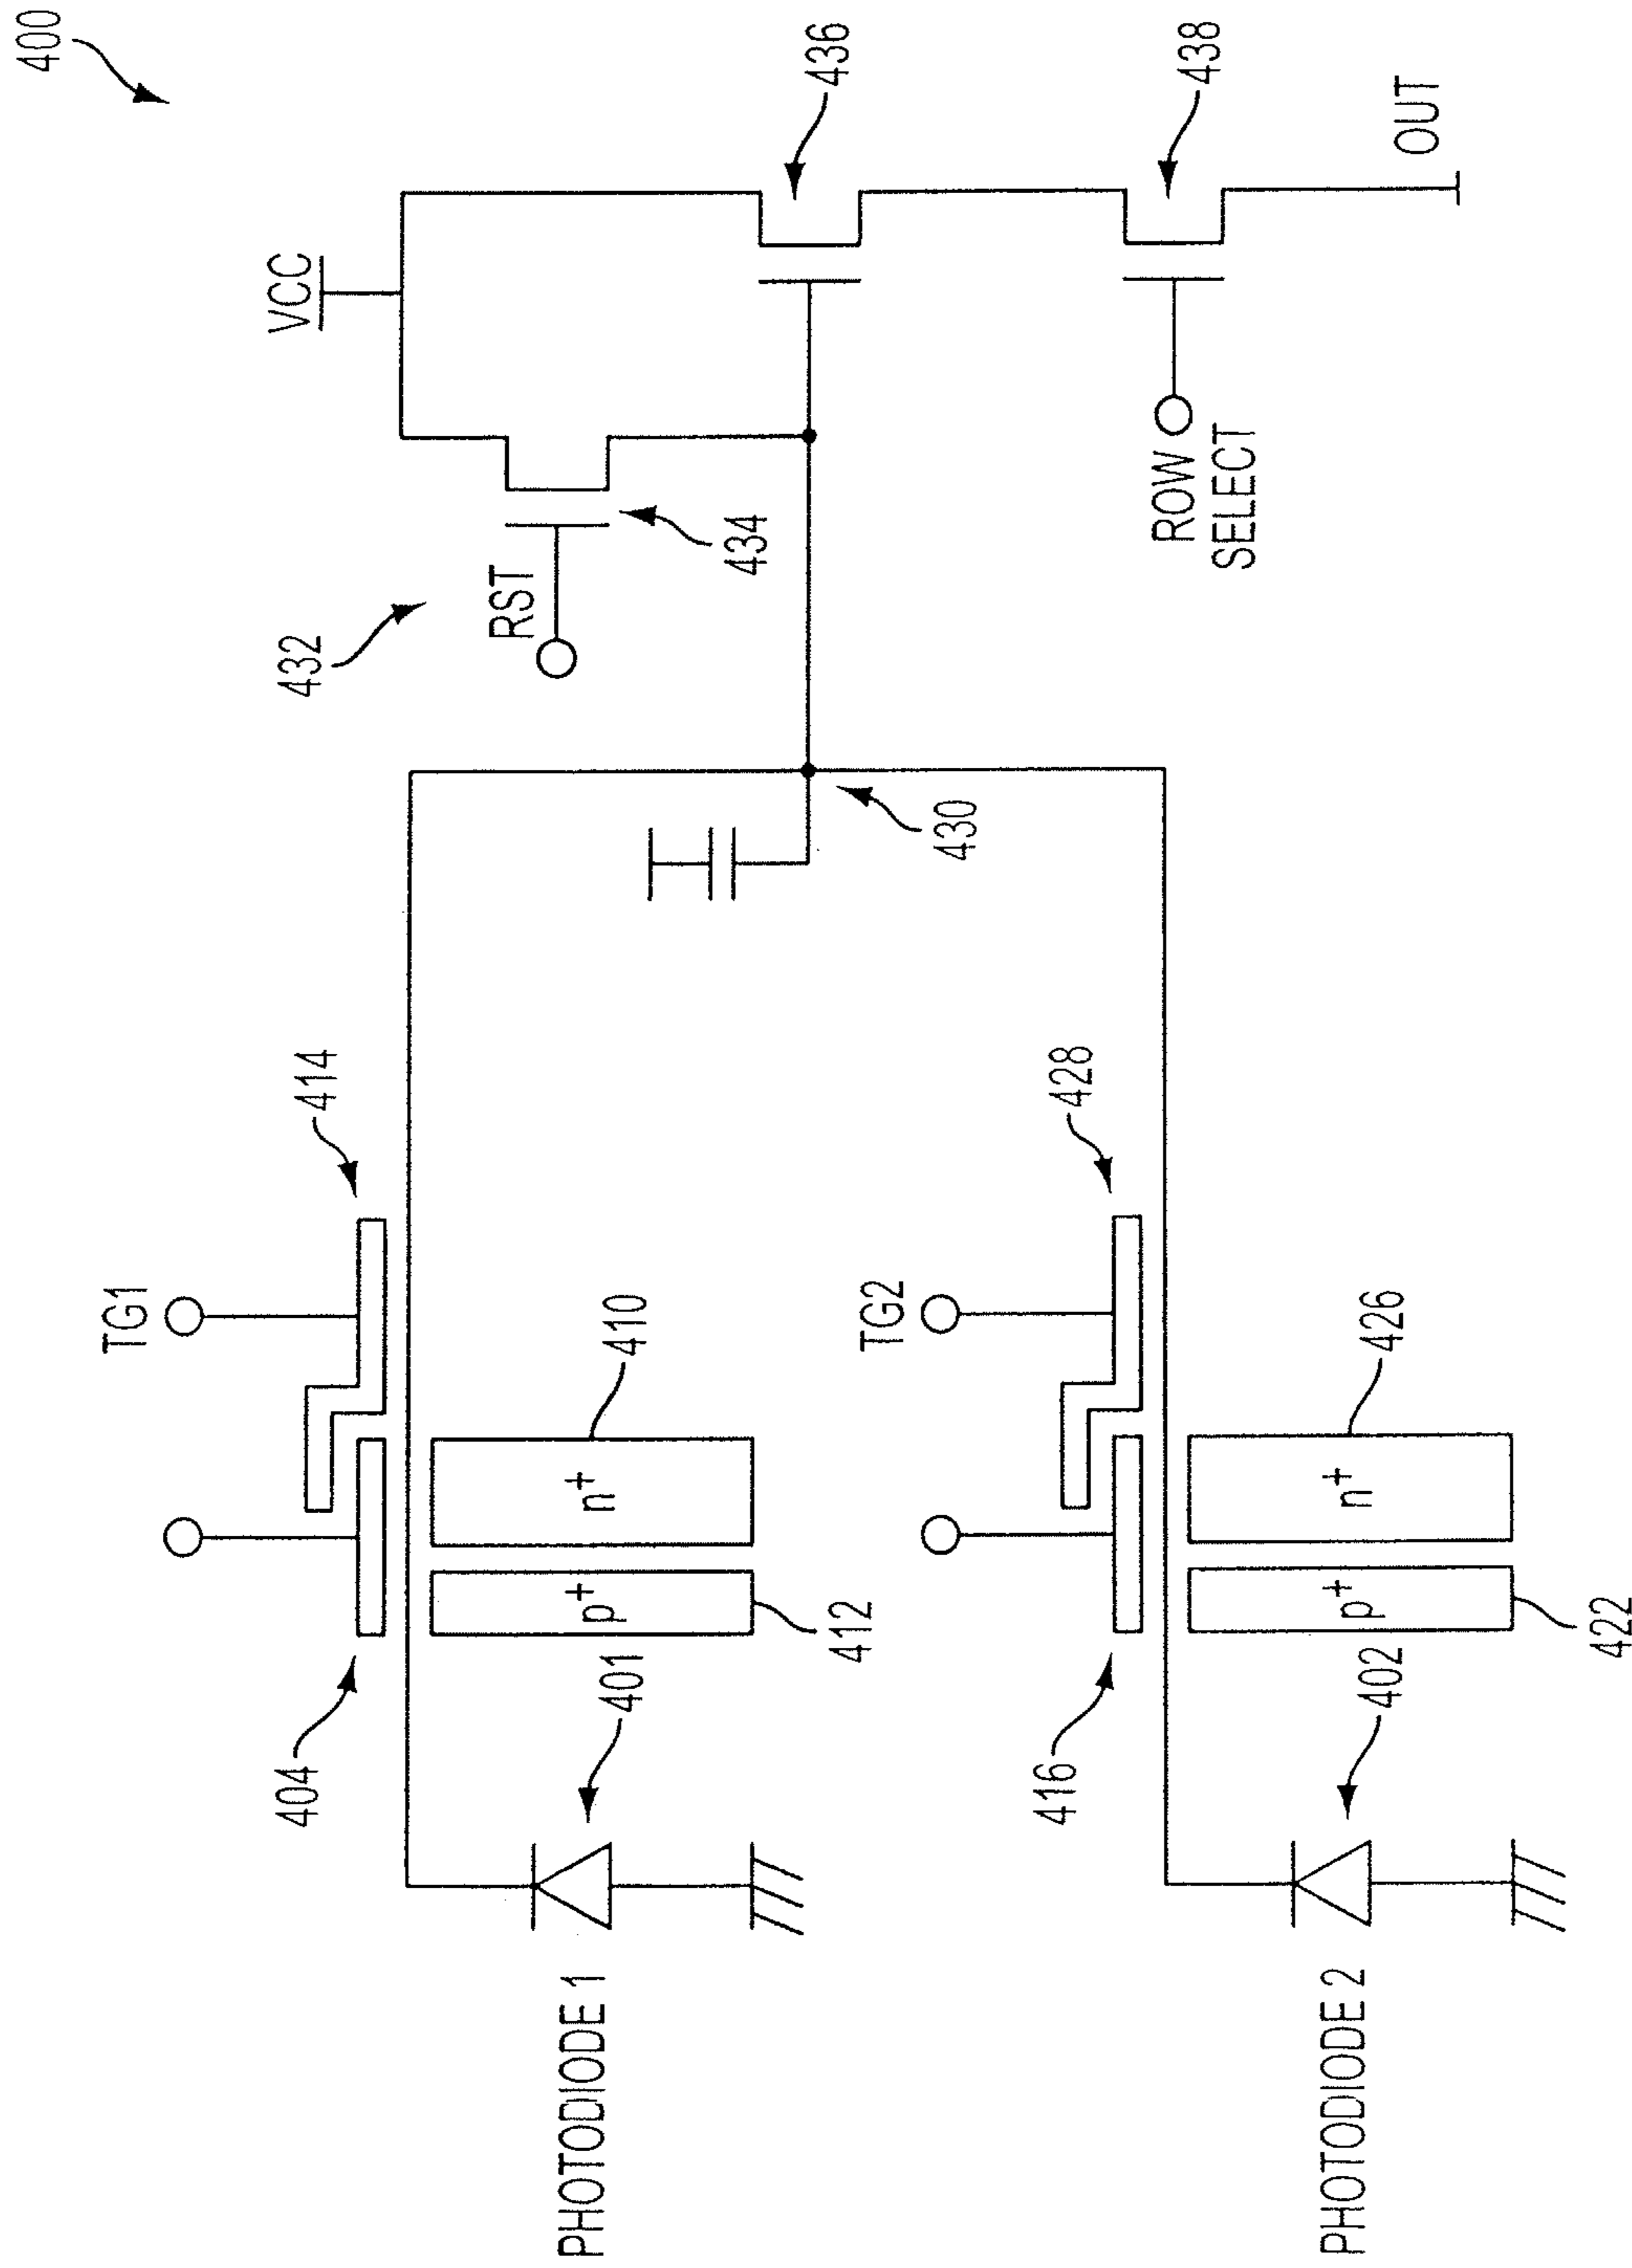 400
VCC
432
RST
434
436
438
ROW
SELECT
OUT
430
TG1
414
410
n+
p+
412
404
401
PHOTODIODE 1
TG2
428
426
n+
p+
422
416
402
PHOTODIODE 2